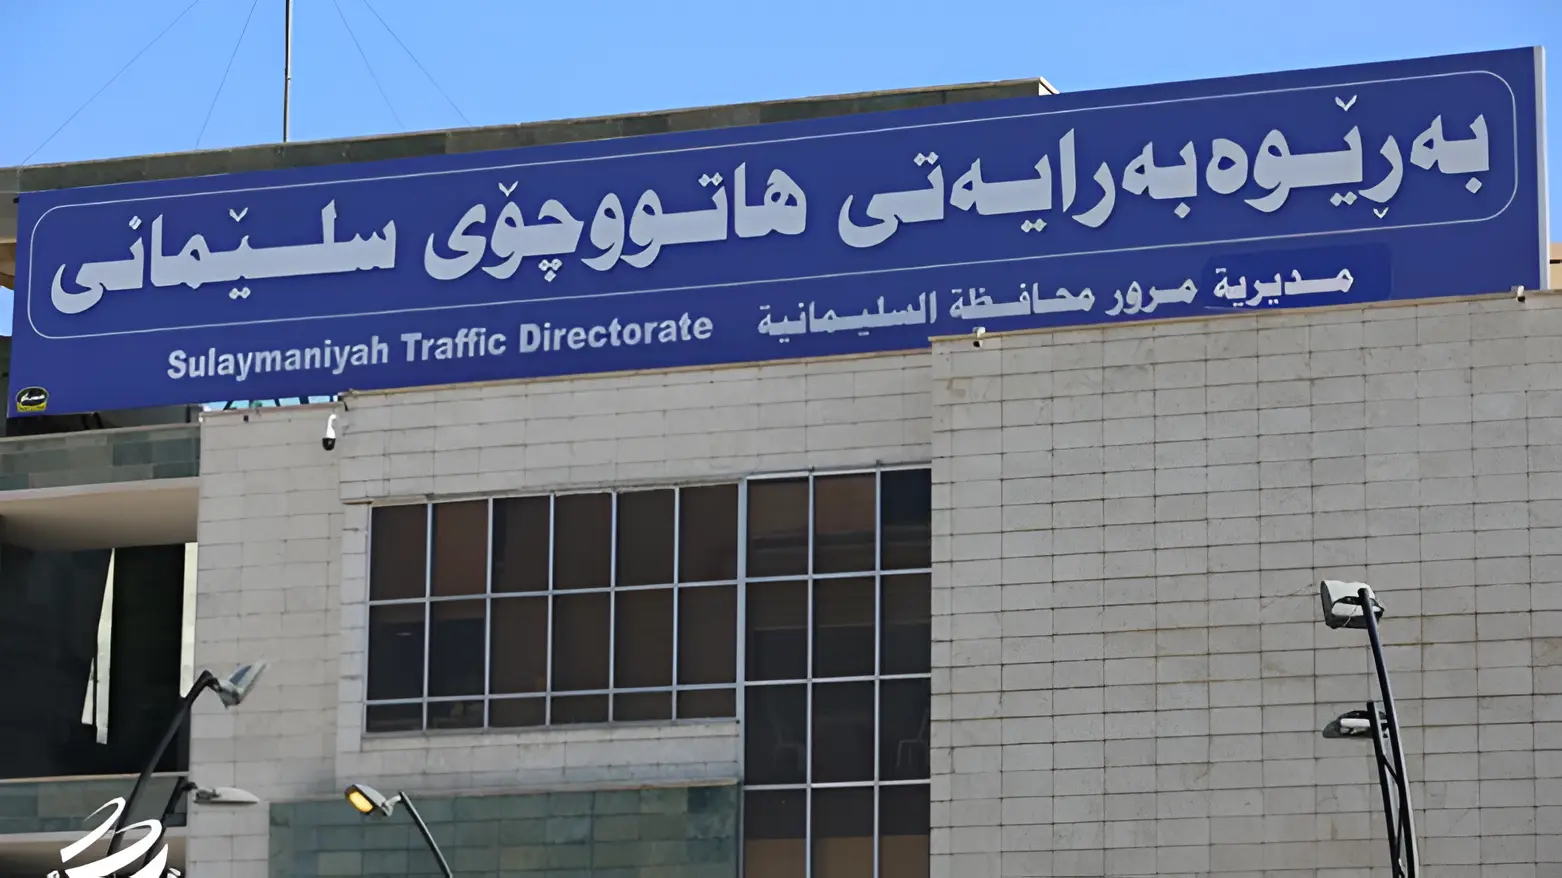 بەڕێوەبەرایەتی هاتووچۆی سلێمانی
مديرية مرور محافظة السليمانية
Sulaymaniyah Traffic Directorate